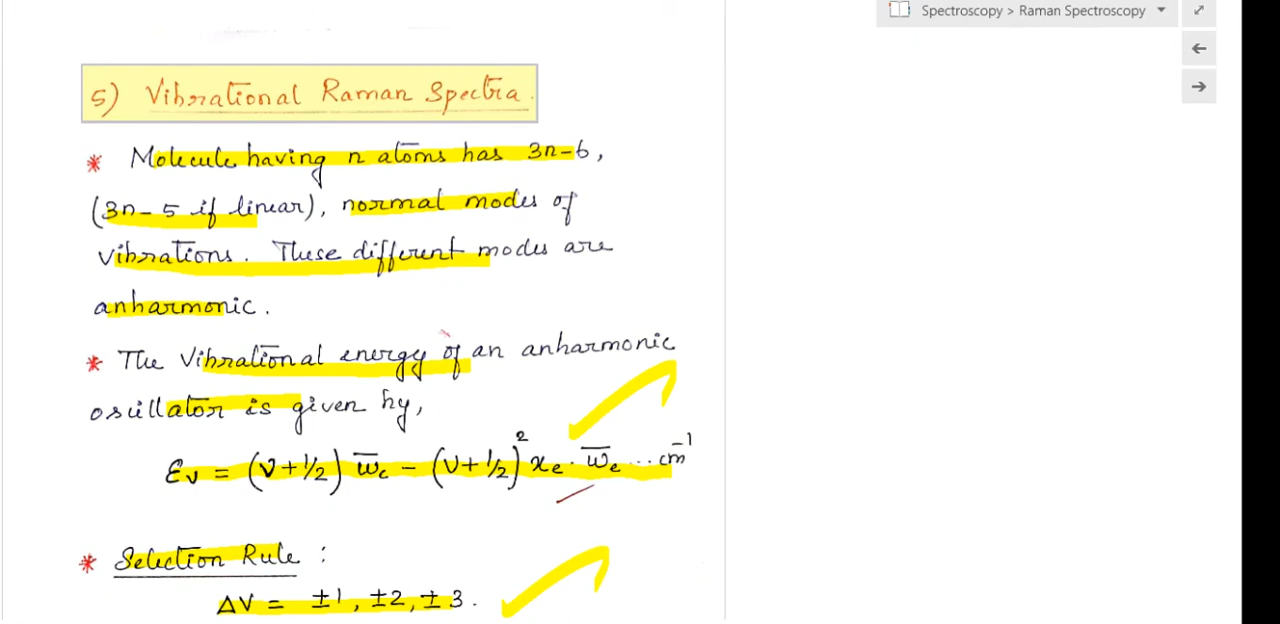 Spectroscopy > Raman Spectroscopy
5) Vibrational Raman Spectra.
* Molecule having n atoms has 3n-6,
(3n-5 if linear), normal modes of
vibrations. These different modes are
anharmonic.
* The Vibrational energy of an anharmonic
oscillator is given by,
εv = (v+1/2) w̅e - (v+1/2)² xe · w̅e ... cm⁻¹
* Selection Rule :
ΔV = ±1, ±2, ±3.